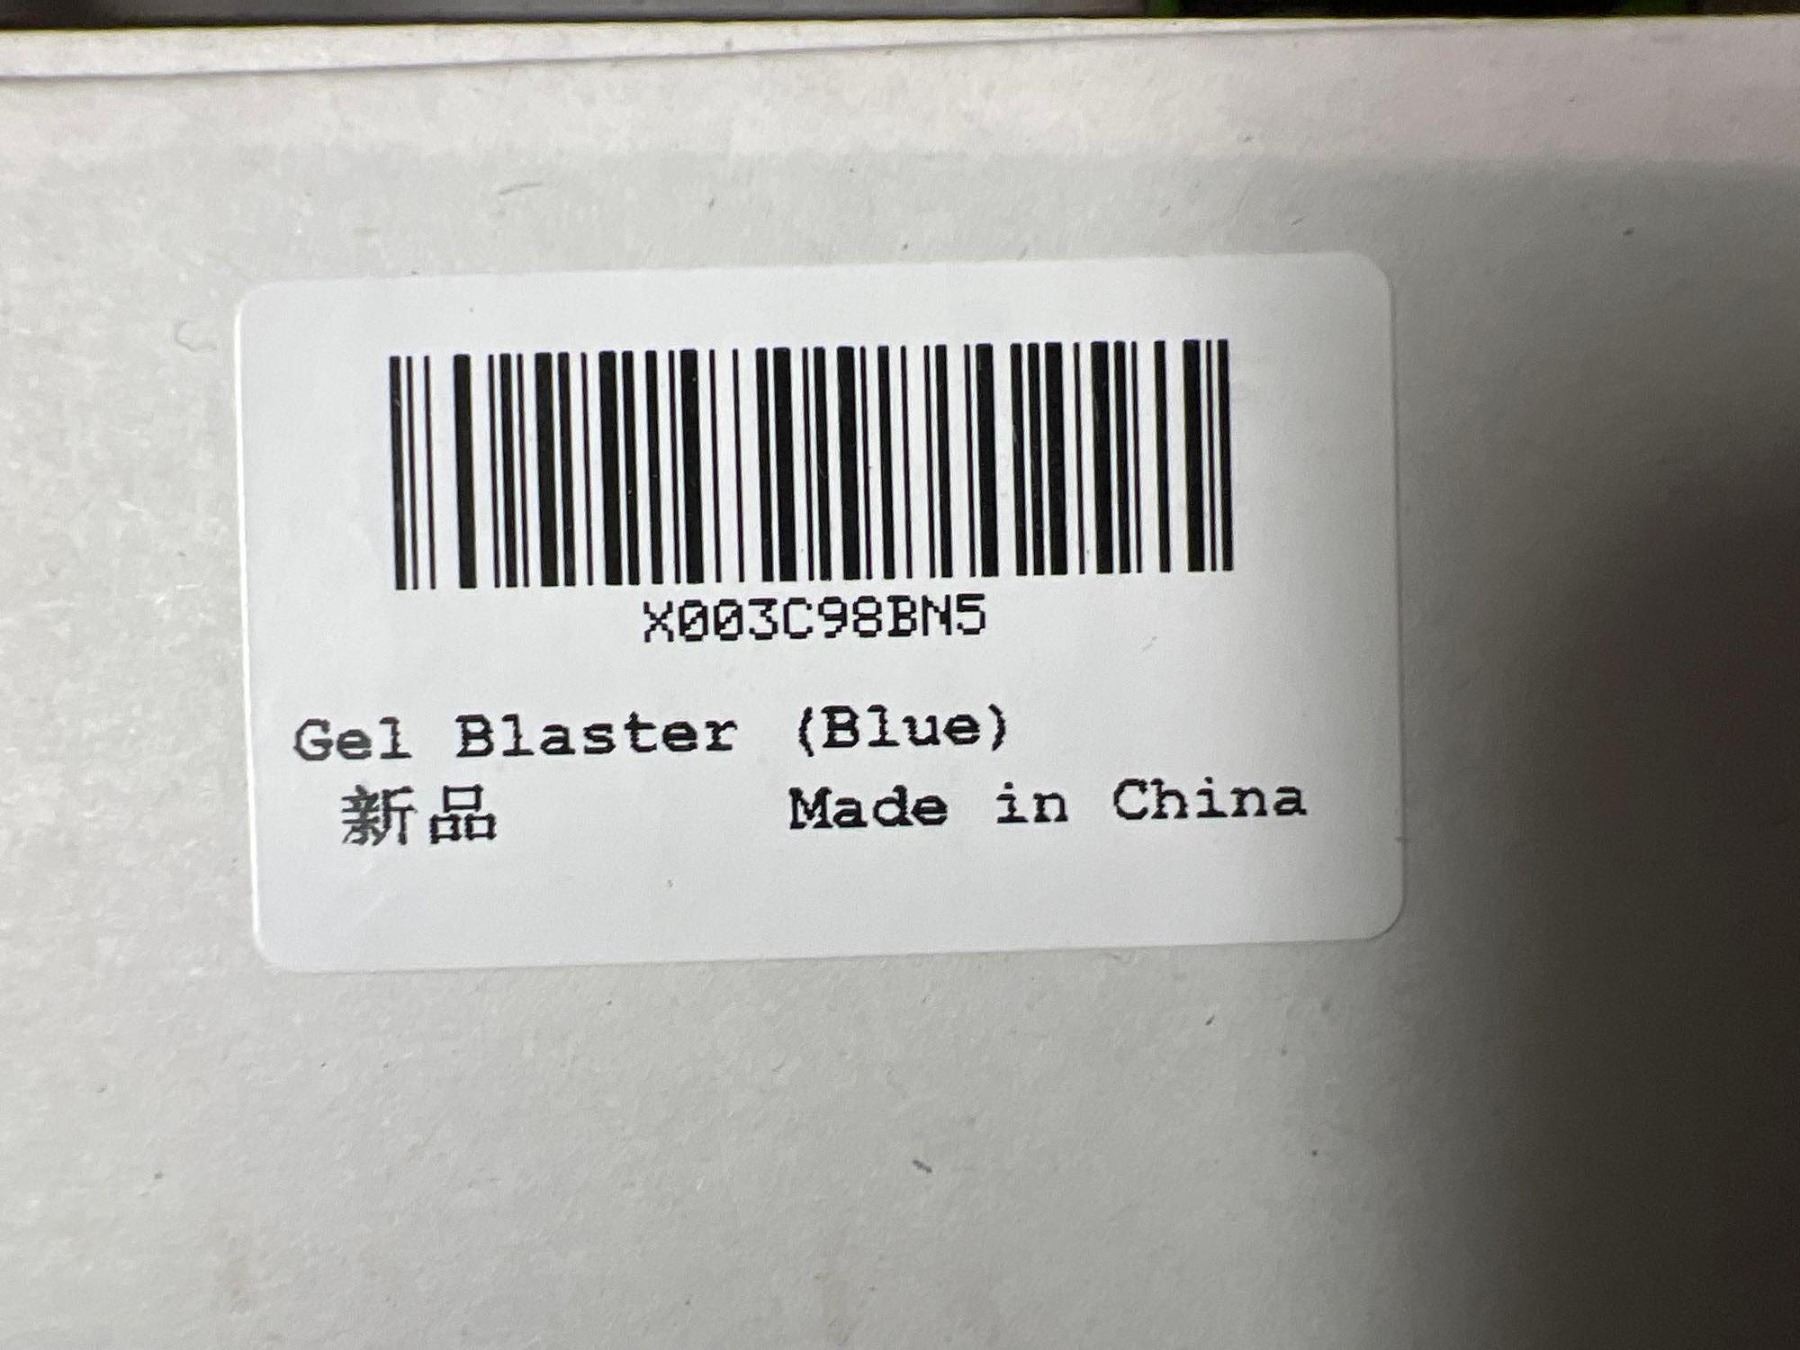 X003C98BN5
Gel Blaster (Blue)
新品 Made in China